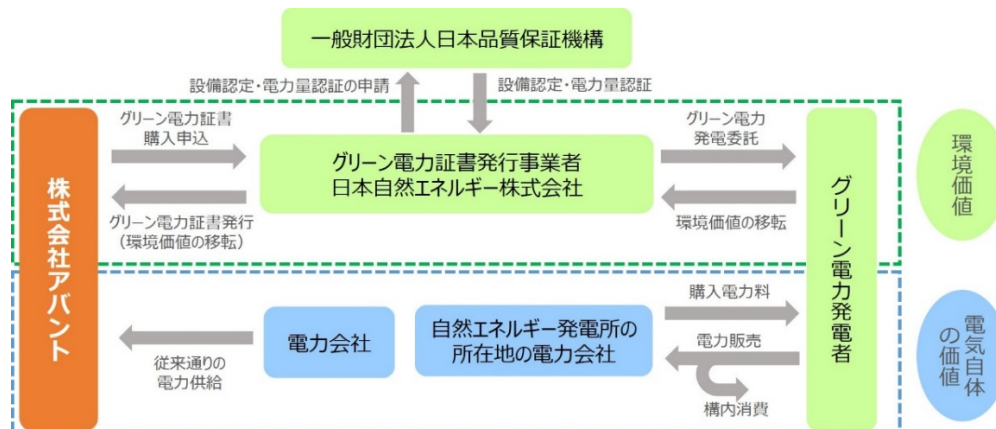 一般財団法人日本品質保証機構
設備認定・電力量認証の申請
設備認定・電力量認証
株式会社アバント
グリーン電力証書
購入申込
グリーン電力証書発行
(環境価値の移転)
グリーン電力証書発行事業者
日本自然エネルギー株式会社
グリーン電力
発電委託
環境価値の移転
グリーン電力発電者
環境価値
従来通りの
電力供給
電力会社
自然エネルギー発電所の
所在地の電力会社
購入電力料
電力販売
構内消費
電気自体
の価値